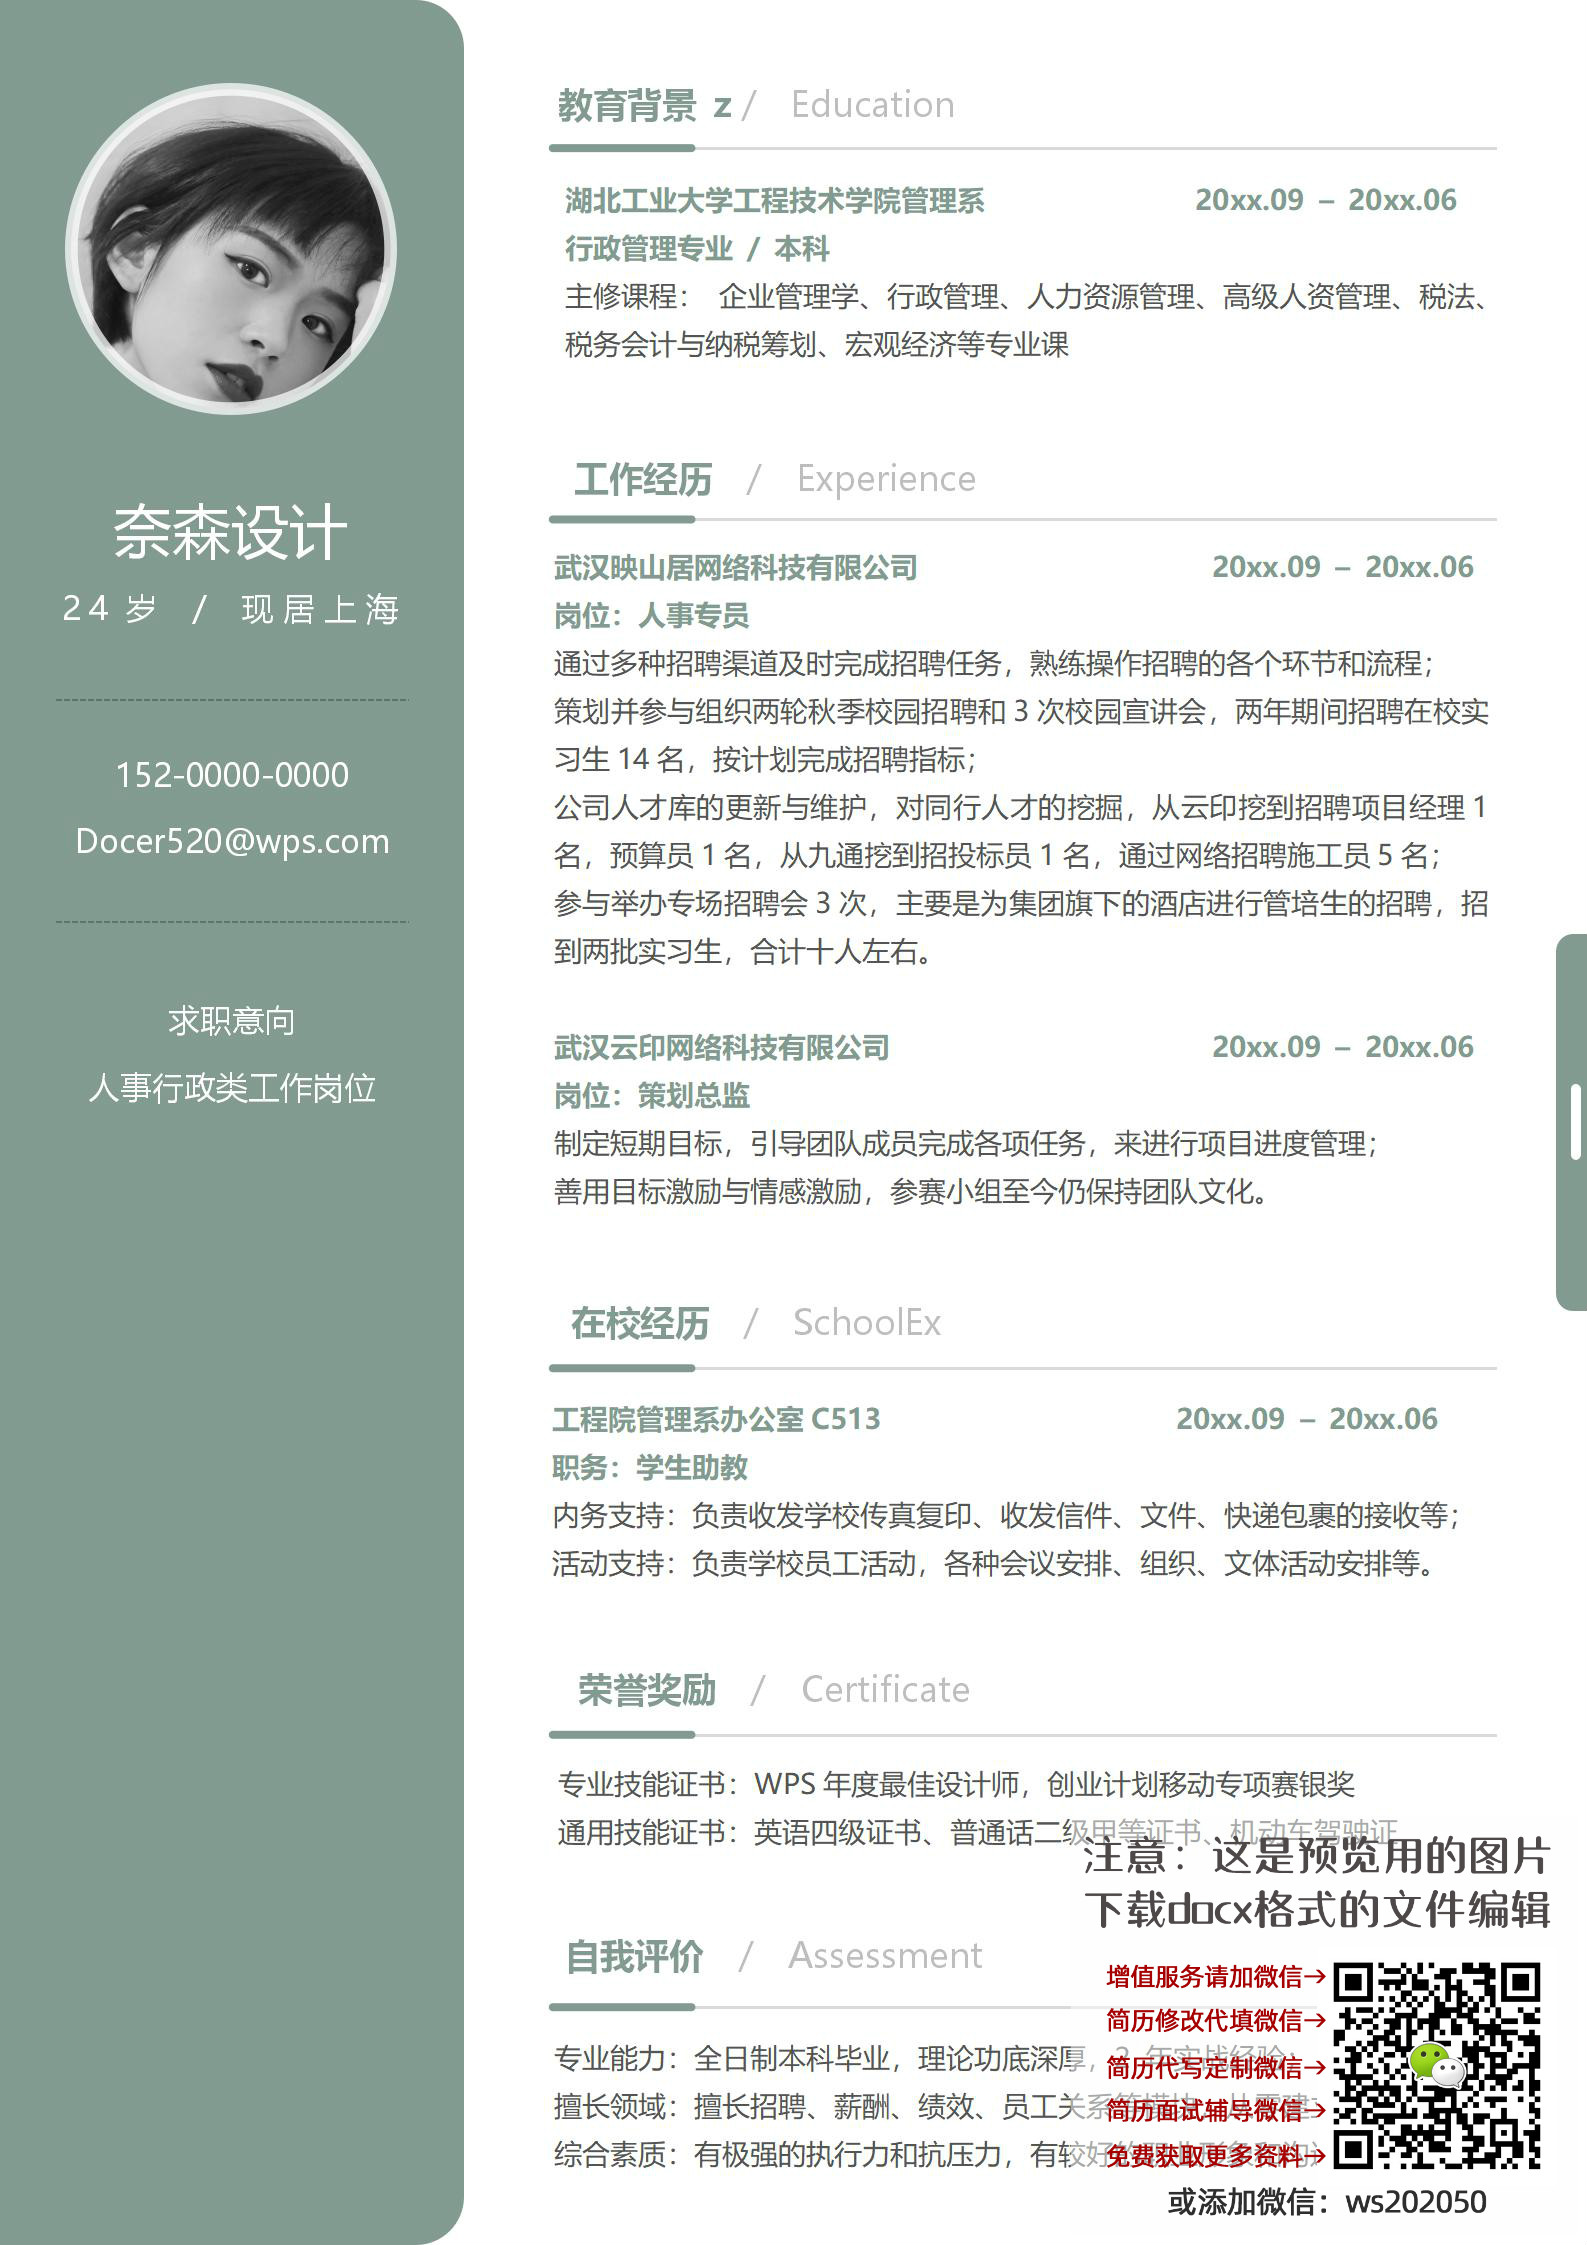 奈森设计
24 岁 / 现居上海
152-0000-0000
Docer520@wps.com
求职意向
人事行政类工作岗位
教育背景 z / Education
湖北工业大学工程技术学院管理系 20xx.09 – 20xx.06
行政管理专业 / 本科
主修课程： 企业管理学、行政管理、人力资源管理、高级人资管理、税法、
税务会计与纳税筹划、宏观经济等专业课
工作经历 / Experience
武汉映山居网络科技有限公司 20xx.09 – 20xx.06
岗位：人事专员
通过多种招聘渠道及时完成招聘任务，熟练操作招聘的各个环节和流程；
策划并参与组织两轮秋季校园招聘和 3 次校园宣讲会，两年期间招聘在校实
习生 14 名，按计划完成招聘指标；
公司人才库的更新与维护，对同行人才的挖掘，从云印挖到招聘项目经理 1
名，预算员 1 名，从九通挖到招投标员 1 名，通过网络招聘施工员 5 名；
参与举办专场招聘会 3 次，主要是为集团旗下的酒店进行管培生的招聘，招
到两批实习生，合计十人左右。
武汉云印网络科技有限公司 20xx.09 – 20xx.06
岗位：策划总监
制定短期目标，引导团队成员完成各项任务，来进行项目进度管理；
善用目标激励与情感激励，参赛小组至今仍保持团队文化。
在校经历 / SchoolEx
工程院管理系办公室 C513 20xx.09 – 20xx.06
职务：学生助教
内务支持：负责收发学校传真复印、收发信件、文件、快递包裹的接收等；
活动支持：负责学校员工活动，各种会议安排、组织、文体活动安排等。
荣誉奖励 / Certificate
专业技能证书：WPS 年度最佳设计师，创业计划移动专项赛银奖
通用技能证书：英语四级证书、普通话二级甲等证书、机动车驾驶证
自我评价 / Assessment
专业能力：全日制本科毕业，理论功底深厚，2 年实战经验；
擅长领域：擅长招聘、薪酬、绩效、员工关系等模块，
综合素质：有极强的执行力和抗压力，有较好的职业形象和
注意：这是预览用的图片
下载docx格式的文件编辑
增值服务请加微信→
简历修改代填微信→
简历代写定制微信→
简历面试辅导微信→
免费获取更多资料→
或添加微信：ws202050